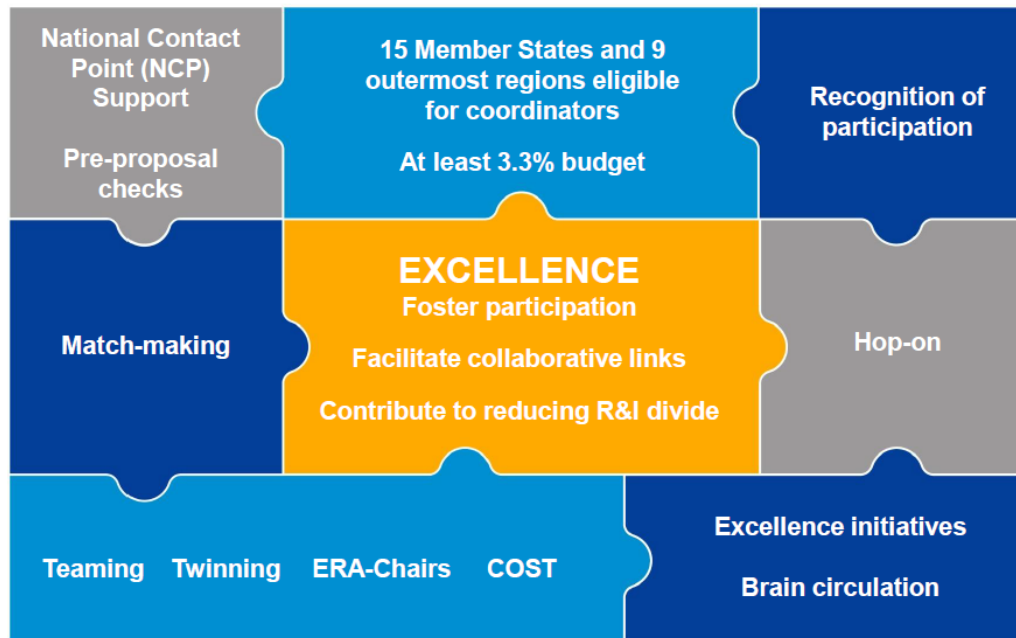 National Contact
Point (NCP)
Support
Pre-proposal
checks
15 Member States and 9
outermost regions eligible
for coordinators
At least 3.3% budget
Recognition of
participation
Match-making
EXCELLENCE
Foster participation
Facilitate collaborative links
Contribute to reducing R&I divide
Hop-on
Teaming Twinning ERA-Chairs COST
Excellence initiatives
Brain circulation